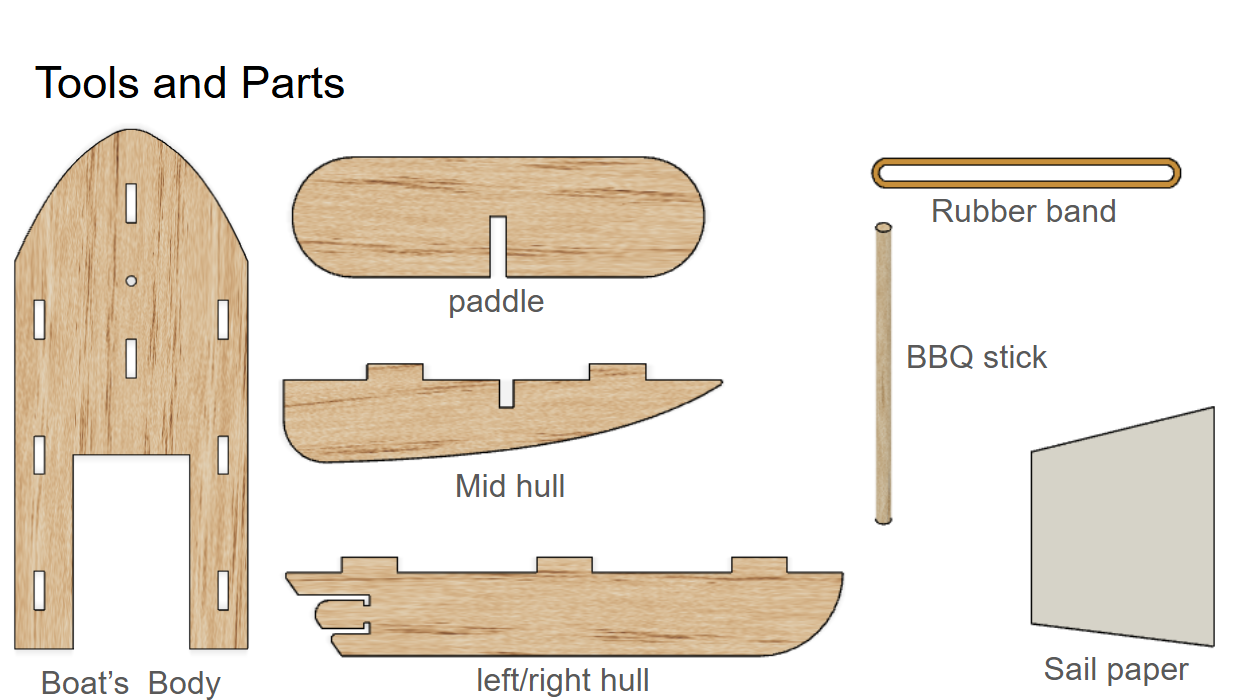 Tools and Parts
Rubber band
paddle
BBQ stick
Mid hull
Sail paper
left/right hull
Boat’s  Body